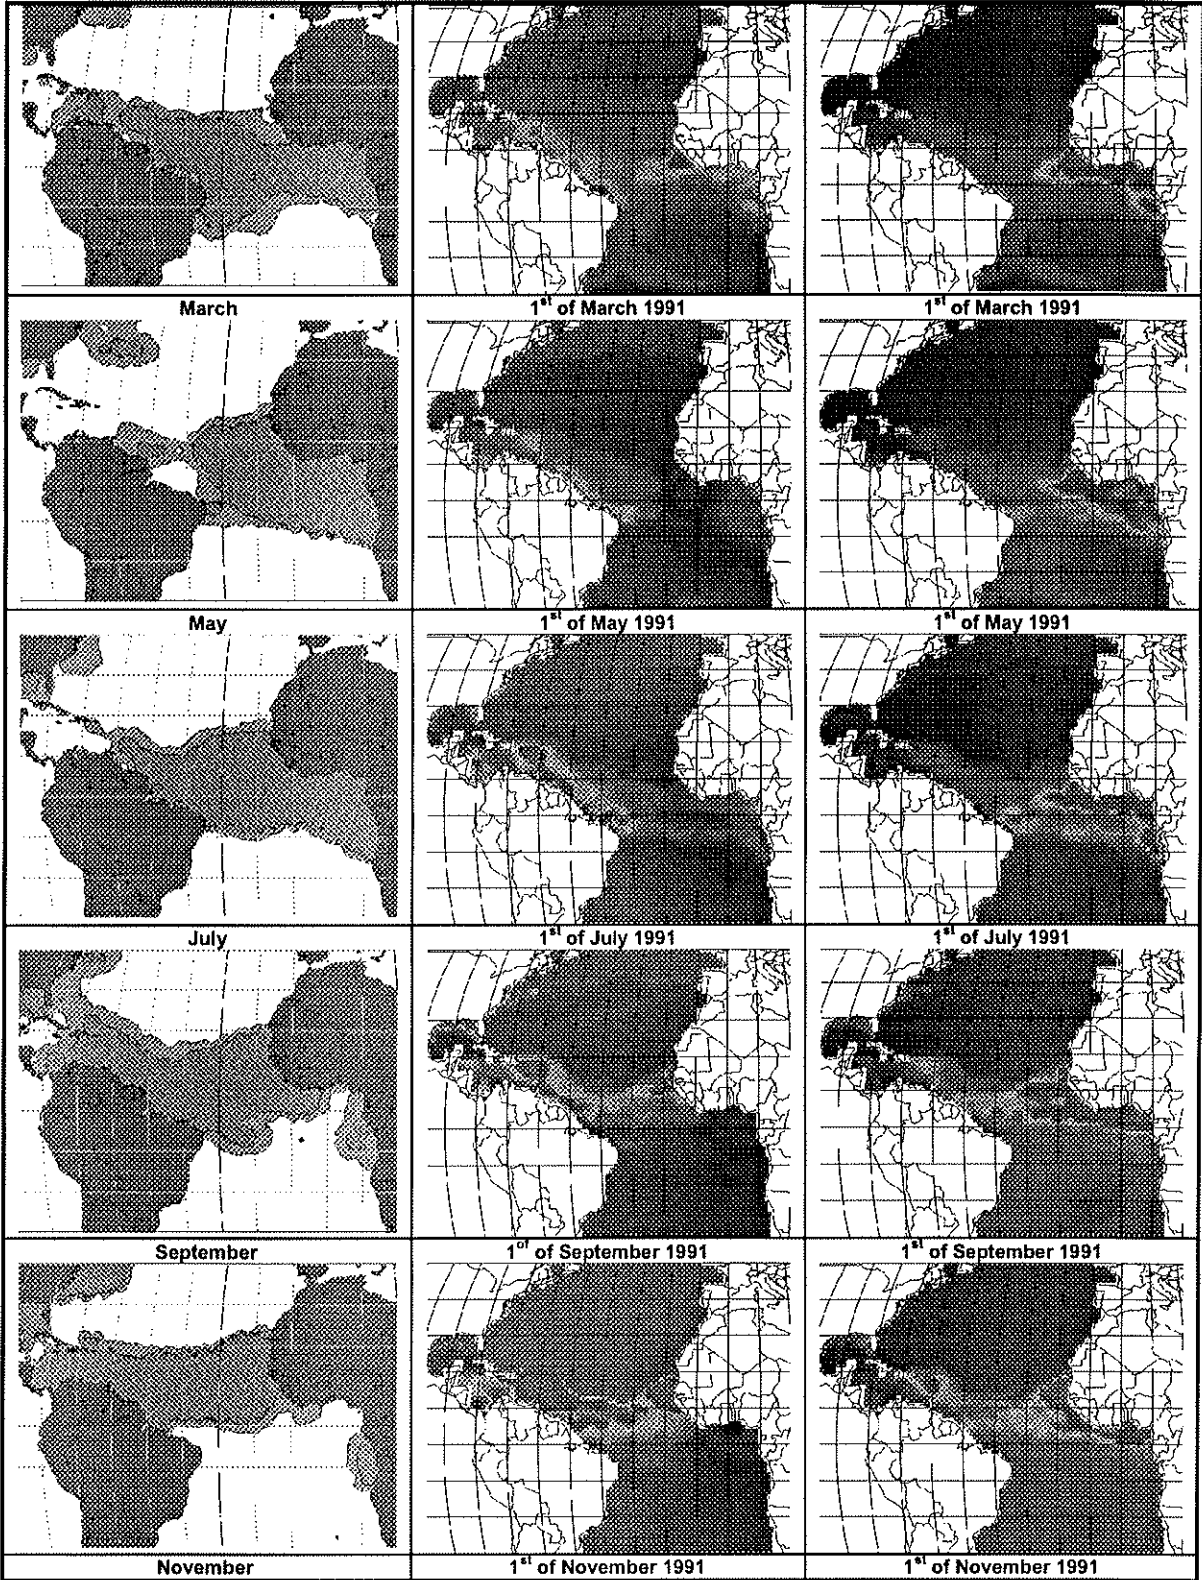 March 1st of March 1991 1st of March 1991
May 1st of May 1991 1st of May 1991
July 1st of July 1991 1st of July 1991
September 1st of September 1991 1st of September 1991
November 1st of November 1991 1st of November 1991